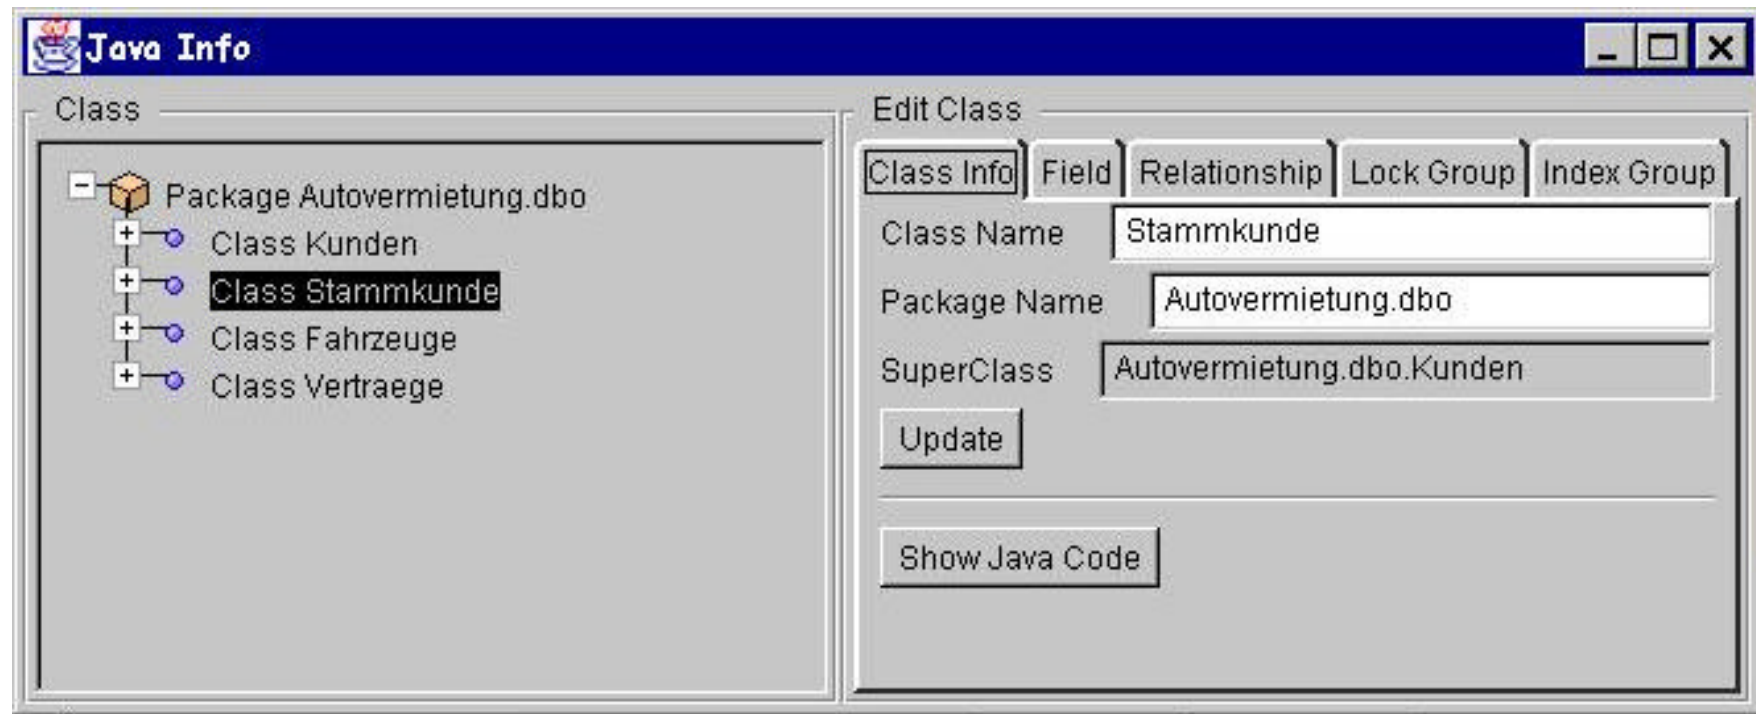 Java Info
Class
Package Autovermietung.dbo
Class Kunden
Class Stammkunde
Class Fahrzeuge
Class Vertraege
Edit Class
Class Info Field Relationship Lock Group Index Group
Class Name Stammkunde
Package Name Autovermietung.dbo
SuperClass Autovermietung.dbo.Kunden
Update
Show Java Code